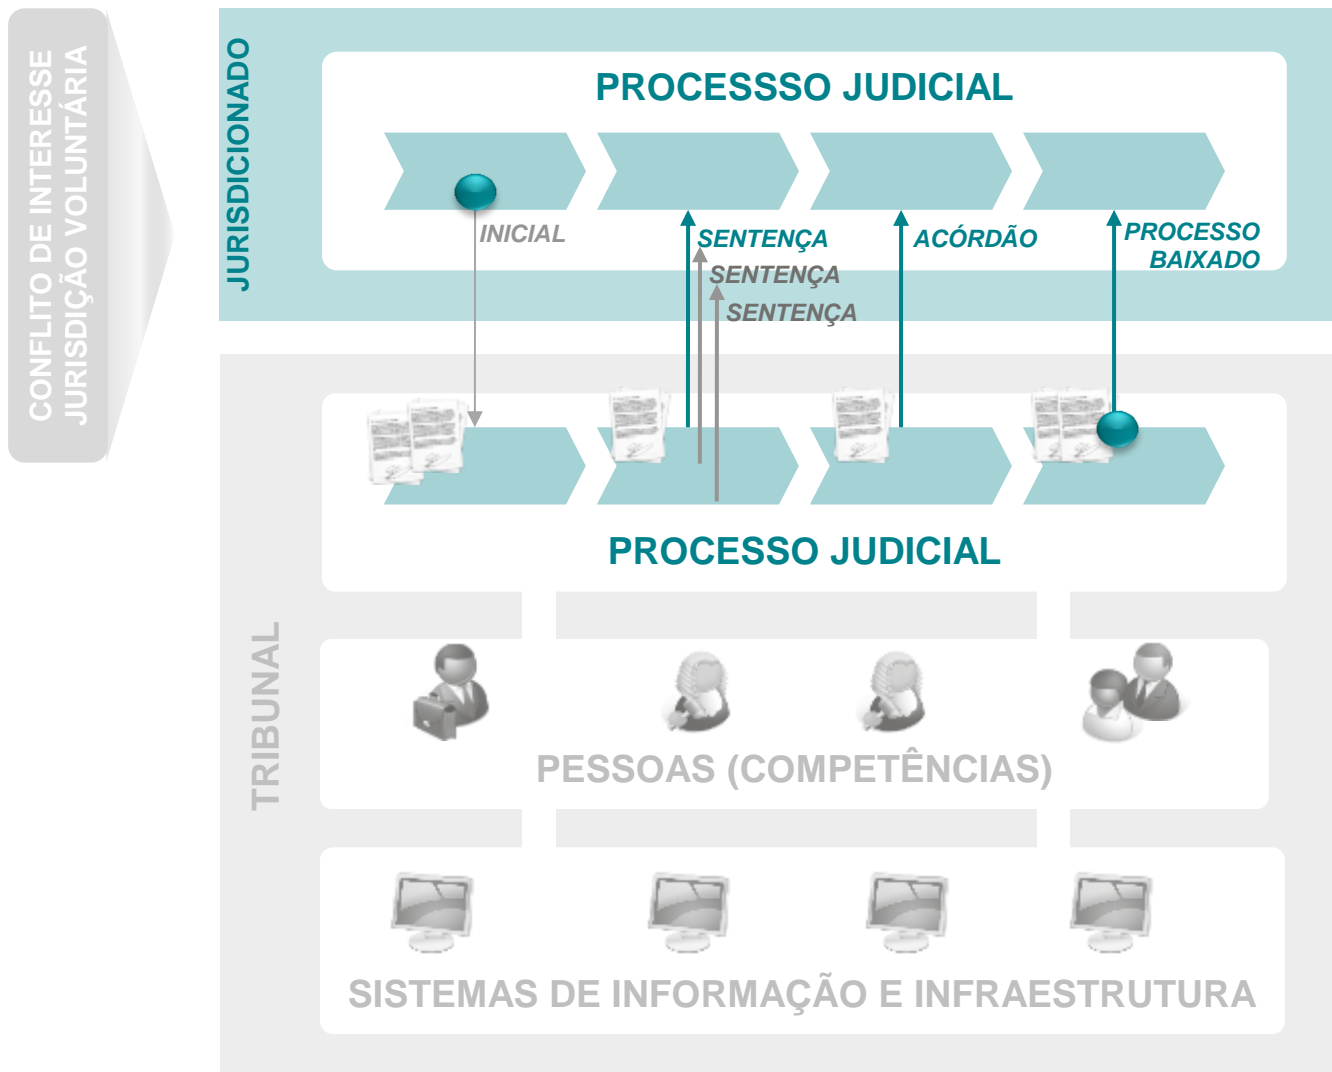 CONFLITO DE INTERESSE
JURISDIÇÃO VOLUNTÁRIA
JURISDICIONADO
PROCESSSO JUDICIAL
INICIAL
SENTENÇA
SENTENÇA
SENTENÇA
ACÓRDÃO
PROCESSO
BAIXADO
PROCESSO JUDICIAL
TRIBUNAL
PESSOAS (COMPETÊNCIAS)
SISTEMAS DE INFORMAÇÃO E INFRAESTRUTURA